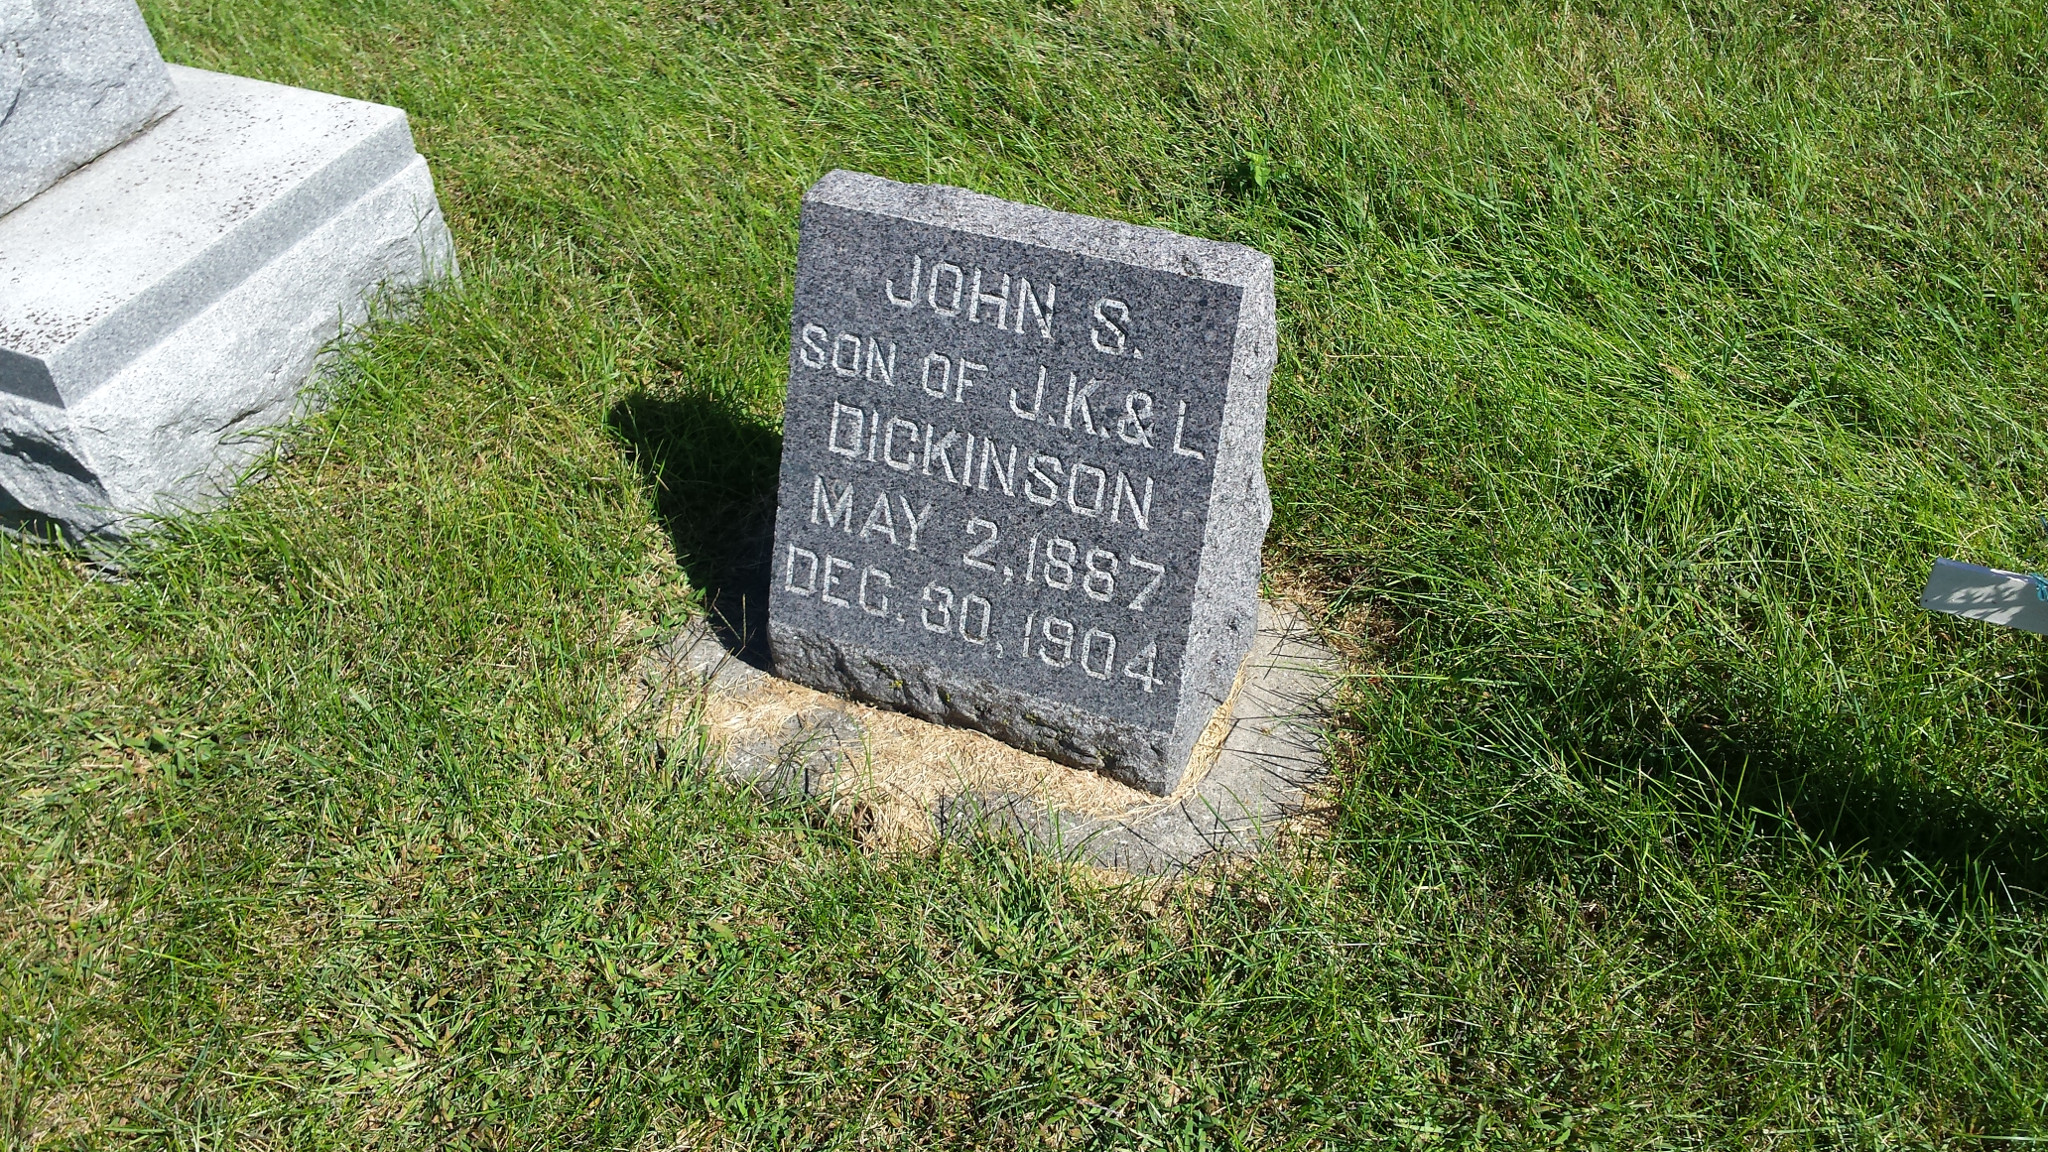 JOHN S.
SON OF J.K.& L
DICKINSON
MAY 2,1887
DEC. 30,1904